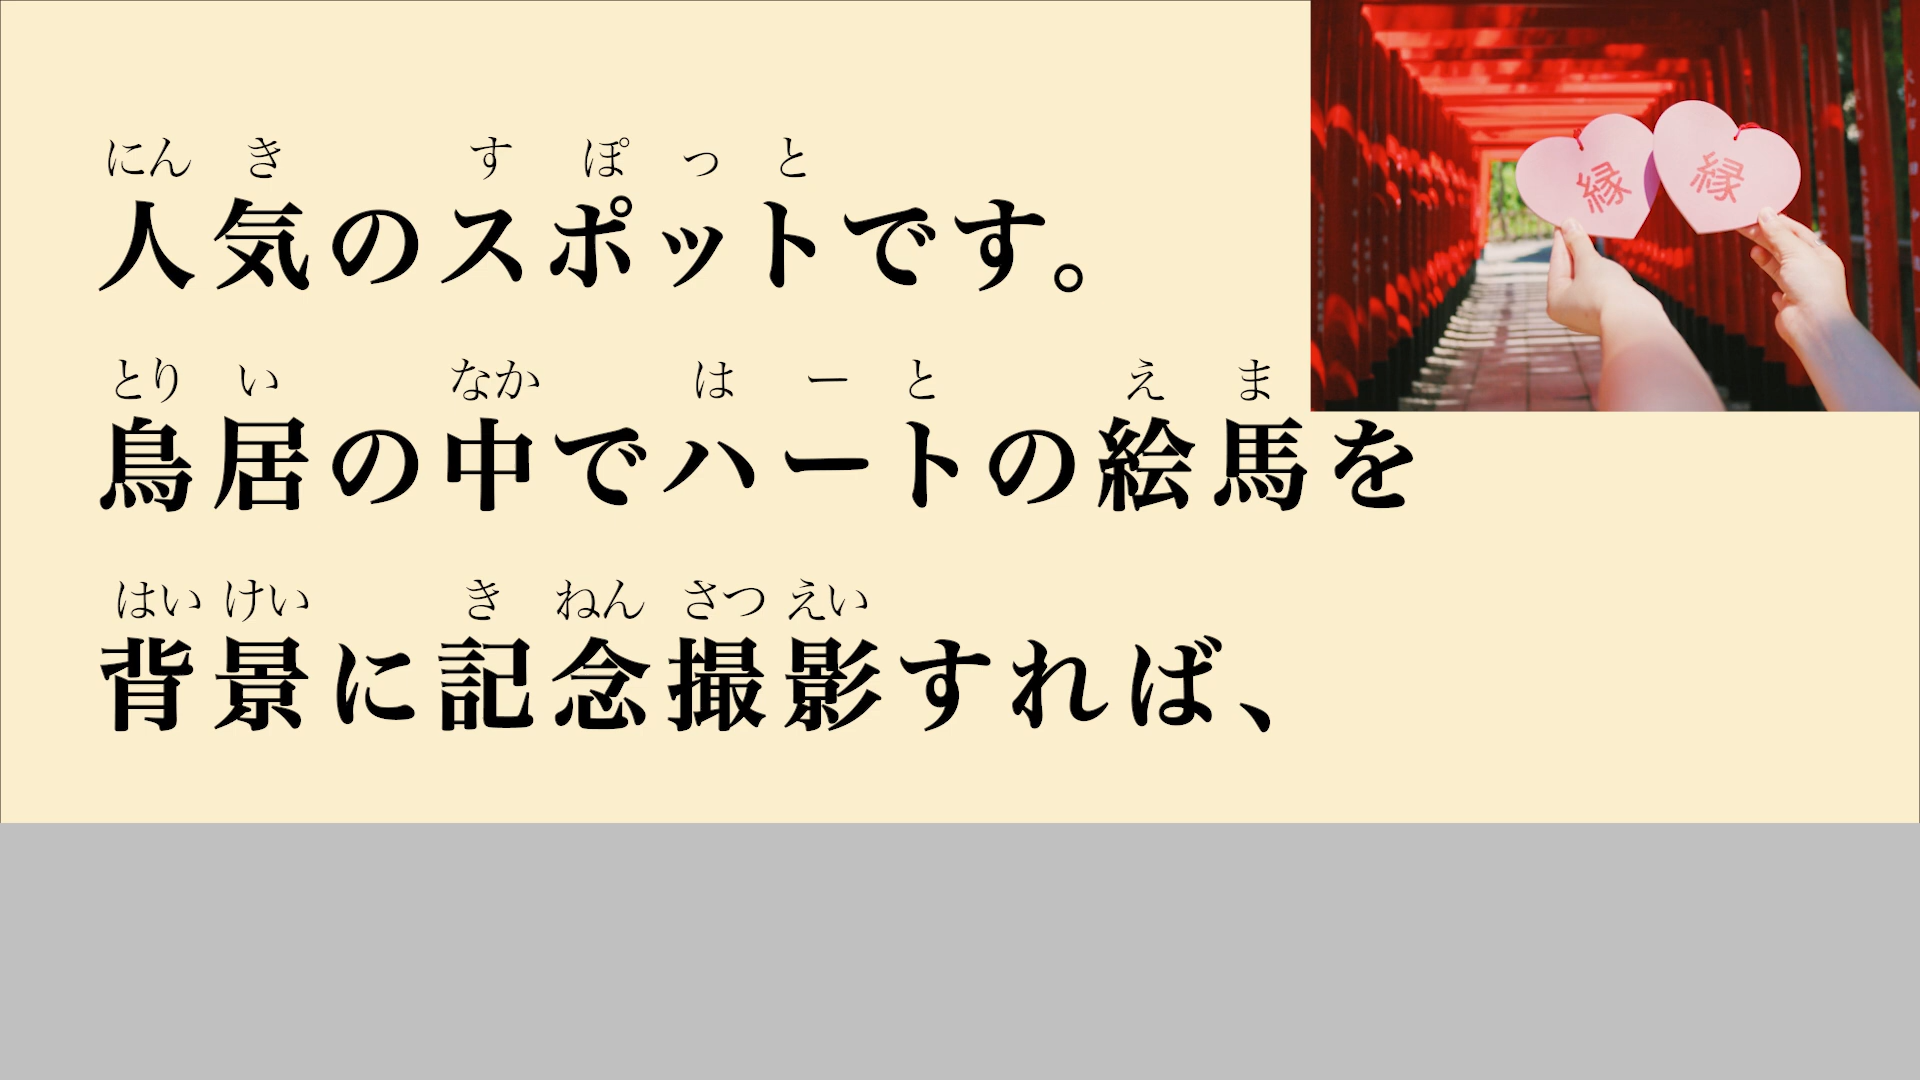 にん き す ぽ っ と
人気のスポットです。
とり い なか は ー と え ま
鳥居の中でハートの絵馬を
はい けい き ねん さつ えい
背景に記念撮影すれば、
縁 縁